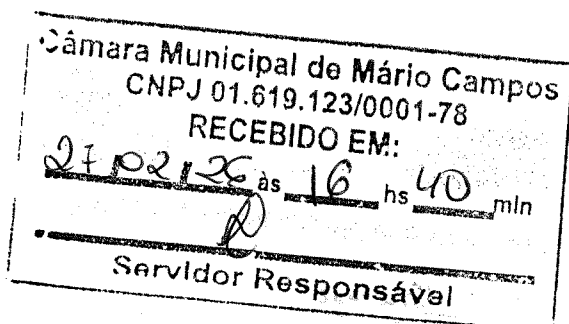 Câmara Municipal de Mário Campos
CNPJ 01.619.123/0001-78
RECEBIDO EM:
27 02 26 às 16 hs 40 min
Servidor Responsável